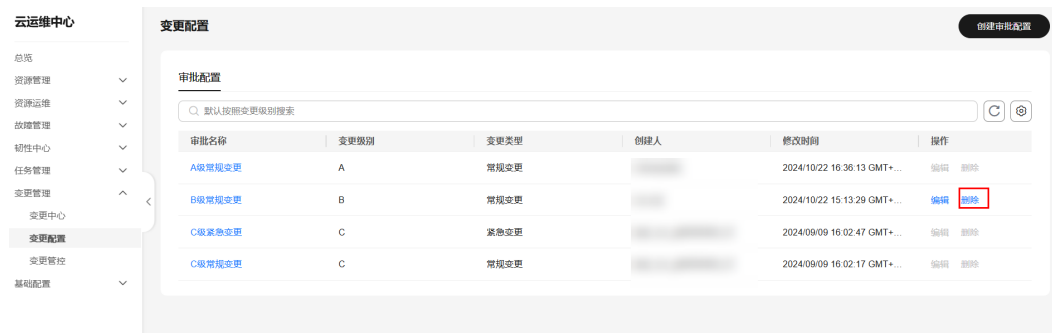 云运维中心
总览
资源管理
资源运维
故障管理
韧性中心
任务管理
变更管理
变更中心
变更配置
变更管控
基础配置
变更配置
创建审批配置
审批配置
默认按照变更级别搜索
审批名称 变更级别 变更类型 创建人 修改时间 操作
A级常规变更 A 常规变更 2024/10/22 16:36:13 GMT+... 编辑 删除
B级常规变更 B 常规变更 2024/10/22 15:13:29 GMT+... 编辑 删除
C级紧急变更 C 紧急变更 2024/09/09 16:02:47 GMT+... 编辑 删除
C级常规变更 C 常规变更 2024/09/09 16:02:17 GMT+... 编辑 删除